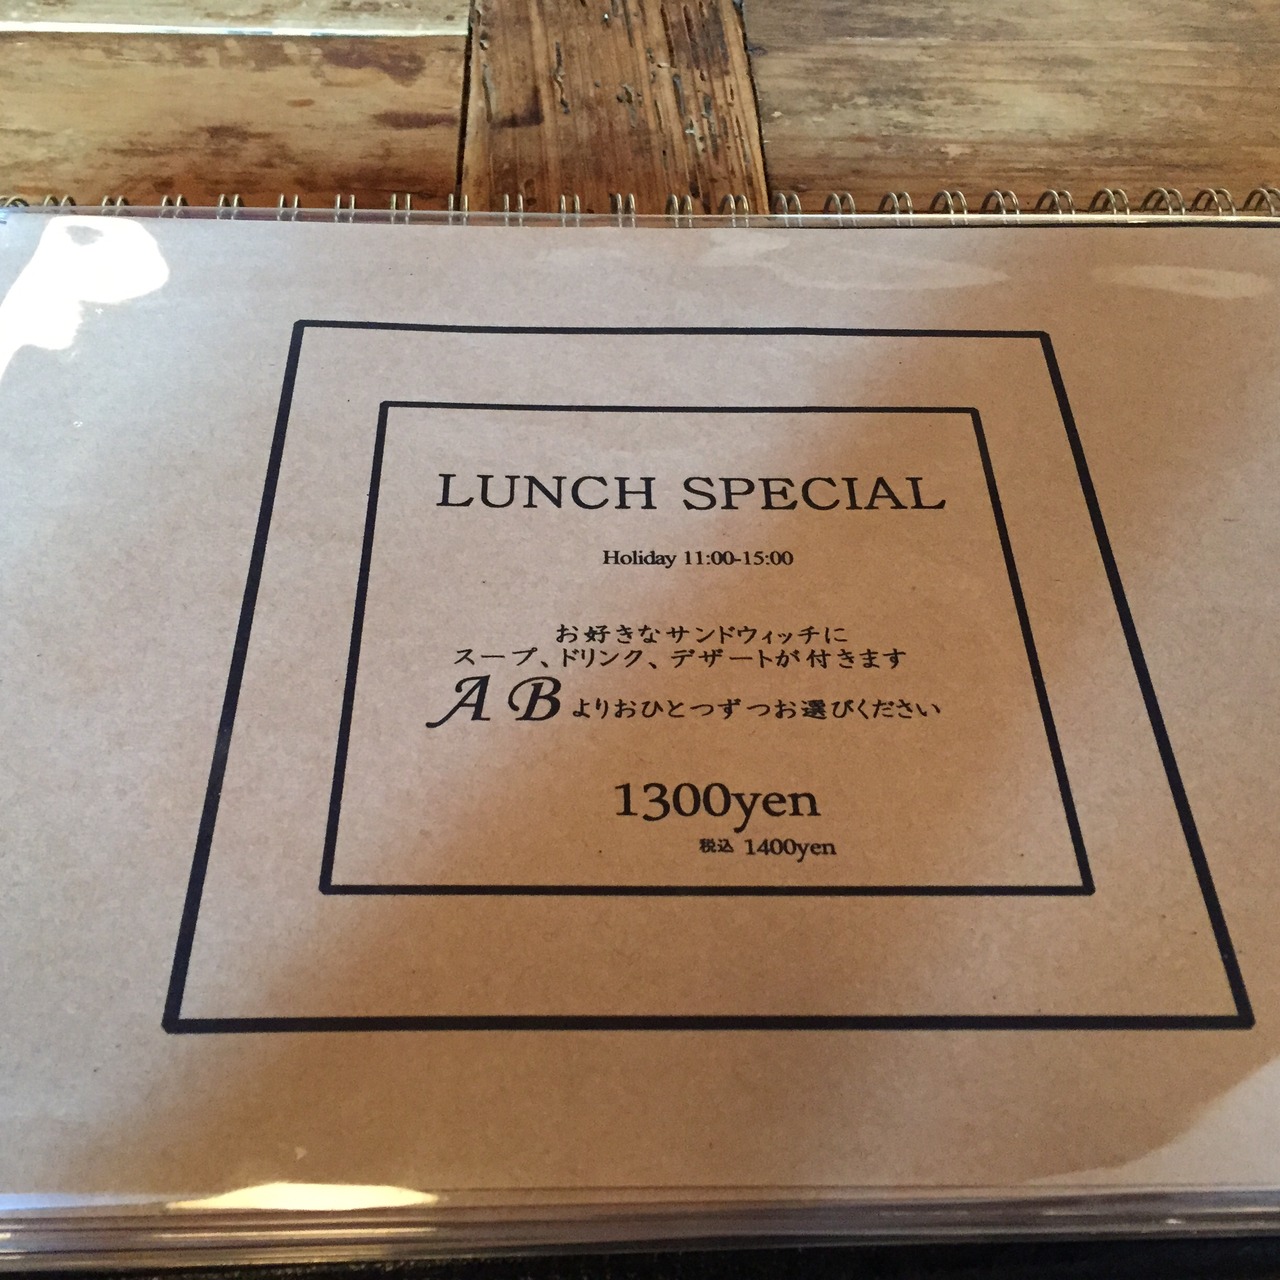 LUNCH SPECIAL
Holiday 11:00-15:00
お好きなサンドウィッチに
スープ、ドリンク、デザートが付きます
A Bよりおひとつずつお選びください
1300yen
税込 1400yen